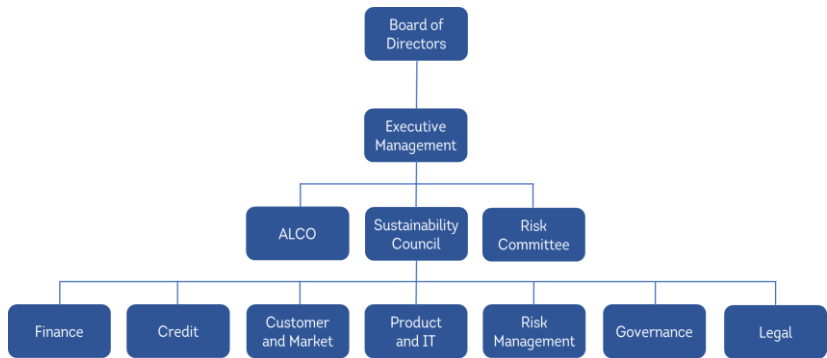 Board of
Directors
Executive
Management
ALCO
Sustainability
Council
Risk
Committee
Finance
Credit
Customer
and Market
Product
and IT
Risk
Management
Governance
Legal